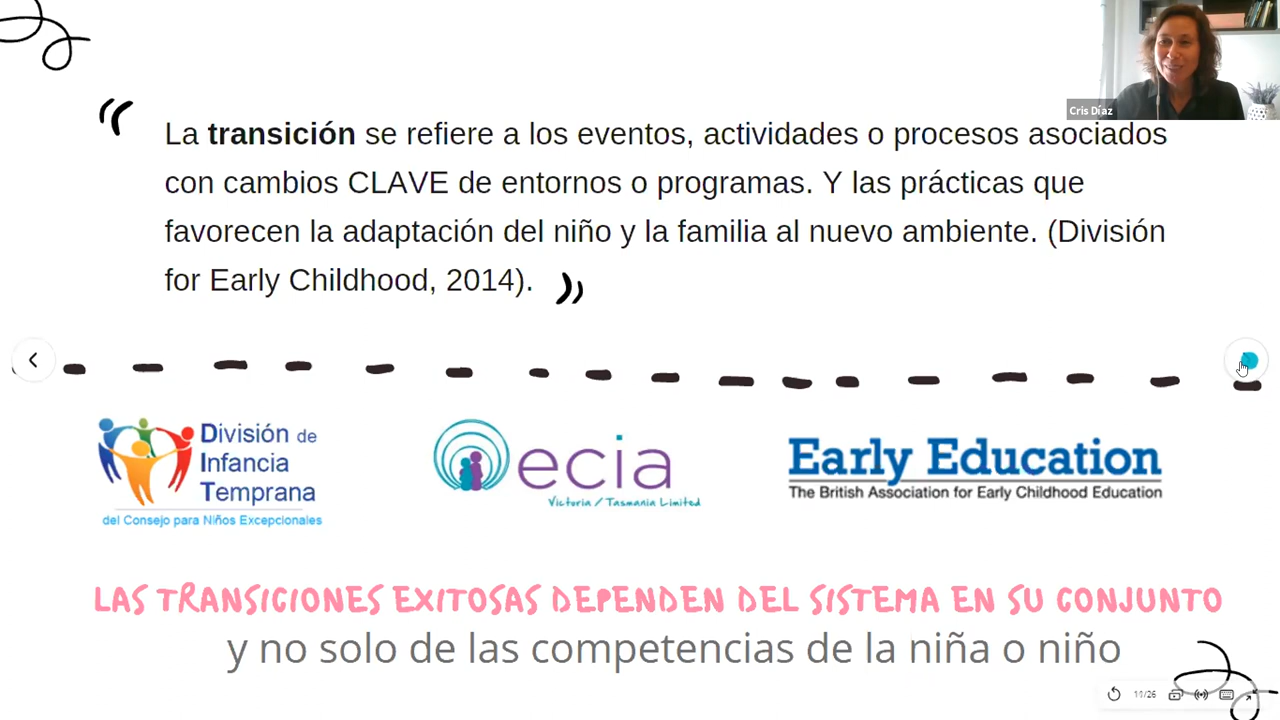 Cris Díaz
“
La transición se refiere a los eventos, actividades o procesos asociados
con cambios CLAVE de entornos o programas. Y las prácticas que
favorecen la adaptación del niño y la familia al nuevo ambiente. (División
for Early Childhood, 2014). ”
División de
Infancia
Temprana
del Consejo para Niños Excepcionales
ecia
Victoria / Tasmania Limited
Early Education
The British Association for Early Childhood Education
LAS TRANSICIONES EXITOSAS DEPENDEN DEL SISTEMA EN SU CONJUNTO
y no solo de las competencias de la niña o niño